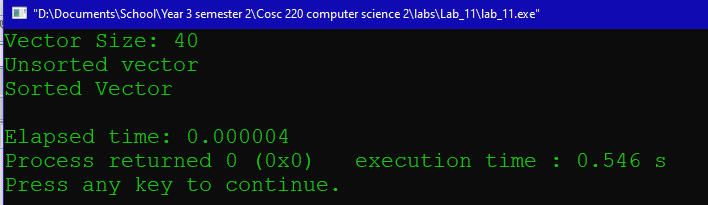 "D:\Documents\School\Year 3 semester 2\Cosc 220 computer science 2\labs\Lab_11\lab_11.exe"
Vector Size: 40
Unsorted vector
Sorted Vector
Elapsed time: 0.000004
Process returned 0 (0x0)   execution time : 0.546 s
Press any key to continue.